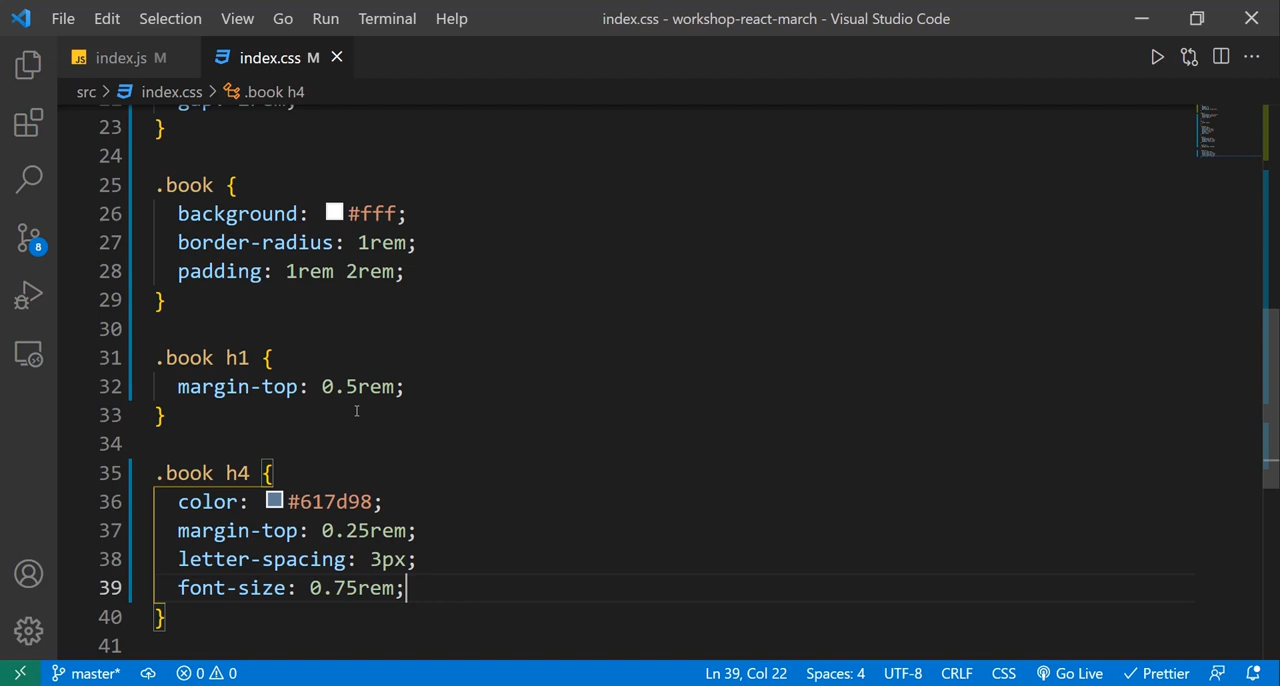 File Edit Selection View Go Run Terminal Help index.css - workshop-react-march - Visual Studio Code
JS index.js M index.css M
src > index.css > .book h4
23 }
24
25 .book {
26 background: #fff;
27 border-radius: 1rem;
28 padding: 1rem 2rem;
29 }
30
31 .book h1 {
32 margin-top: 0.5rem;
33 }
34
35 .book h4 {
36 color: #617d98;
37 margin-top: 0.25rem;
38 letter-spacing: 3px;
39 font-size: 0.75rem;
40 }
41
8
master* 0 0 Ln 39, Col 22 Spaces: 4 UTF-8 CRLF CSS Go Live Prettier